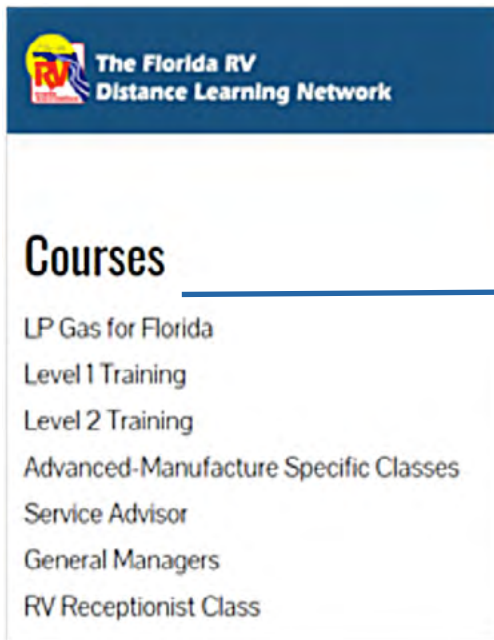 RV
The Florida RV
Distance Learning Network
Courses
LP Gas for Florida
Level 1 Training
Level 2 Training
Advanced-Manufacture Specific Classes
Service Advisor
General Managers
RV Receptionist Class